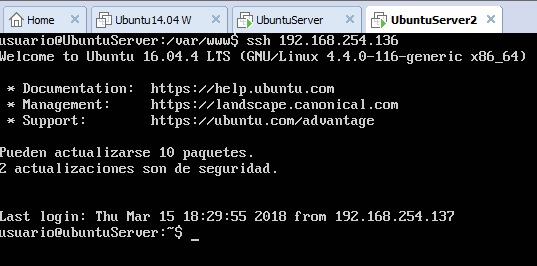 Home Ubuntu14.04 W UbuntuServer UbuntuServer2
usuario@UbuntuServer:/var/www$ ssh 192.168.254.136
Welcome to Ubuntu 16.04.4 LTS (GNU/Linux 4.4.0-116-generic x86_64)
* Documentation: https://help.ubuntu.com
* Management: https://landscape.canonical.com
* Support: https://ubuntu.com/advantage
Pueden actualizarse 10 paquetes.
2 actualizaciones son de seguridad.
Last login: Thu Mar 15 18:29:55 2018 from 192.168.254.137
usuario@ubuntuServer:~$ _